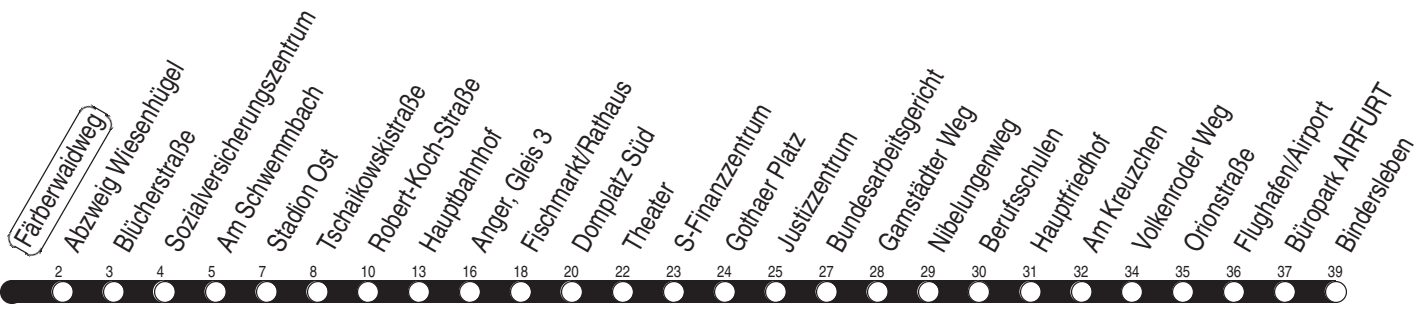 Färberwaidweg
Abzweig Wiesenhügel
Blücherstraße
Sozialversicherungszentrum
Am Schwemmbach
Stadion Ost
Tschaikowskistraße
Robert-Koch-Straße
Hauptbahnhof
Anger, Gleis 3
Fischmarkt/Rathaus
Domplatz Süd
Theater
S-Finanzzentrum
Gothaer Platz
Justizzentrum
Bundesarbeitsgericht
Gamstädter Weg
Nibelungenweg
Berufsschulen
Hauptfriedhof
Am Kreuzchen
Volkenroder Weg
Orionstraße
Flughafen/Airport
Büropark AIRFURT
Bindersleben
2 3 4 5 7 8 10 13 16 18 20 22 23 24 25 27 28 29 30 31 32 34 35 36 37 39